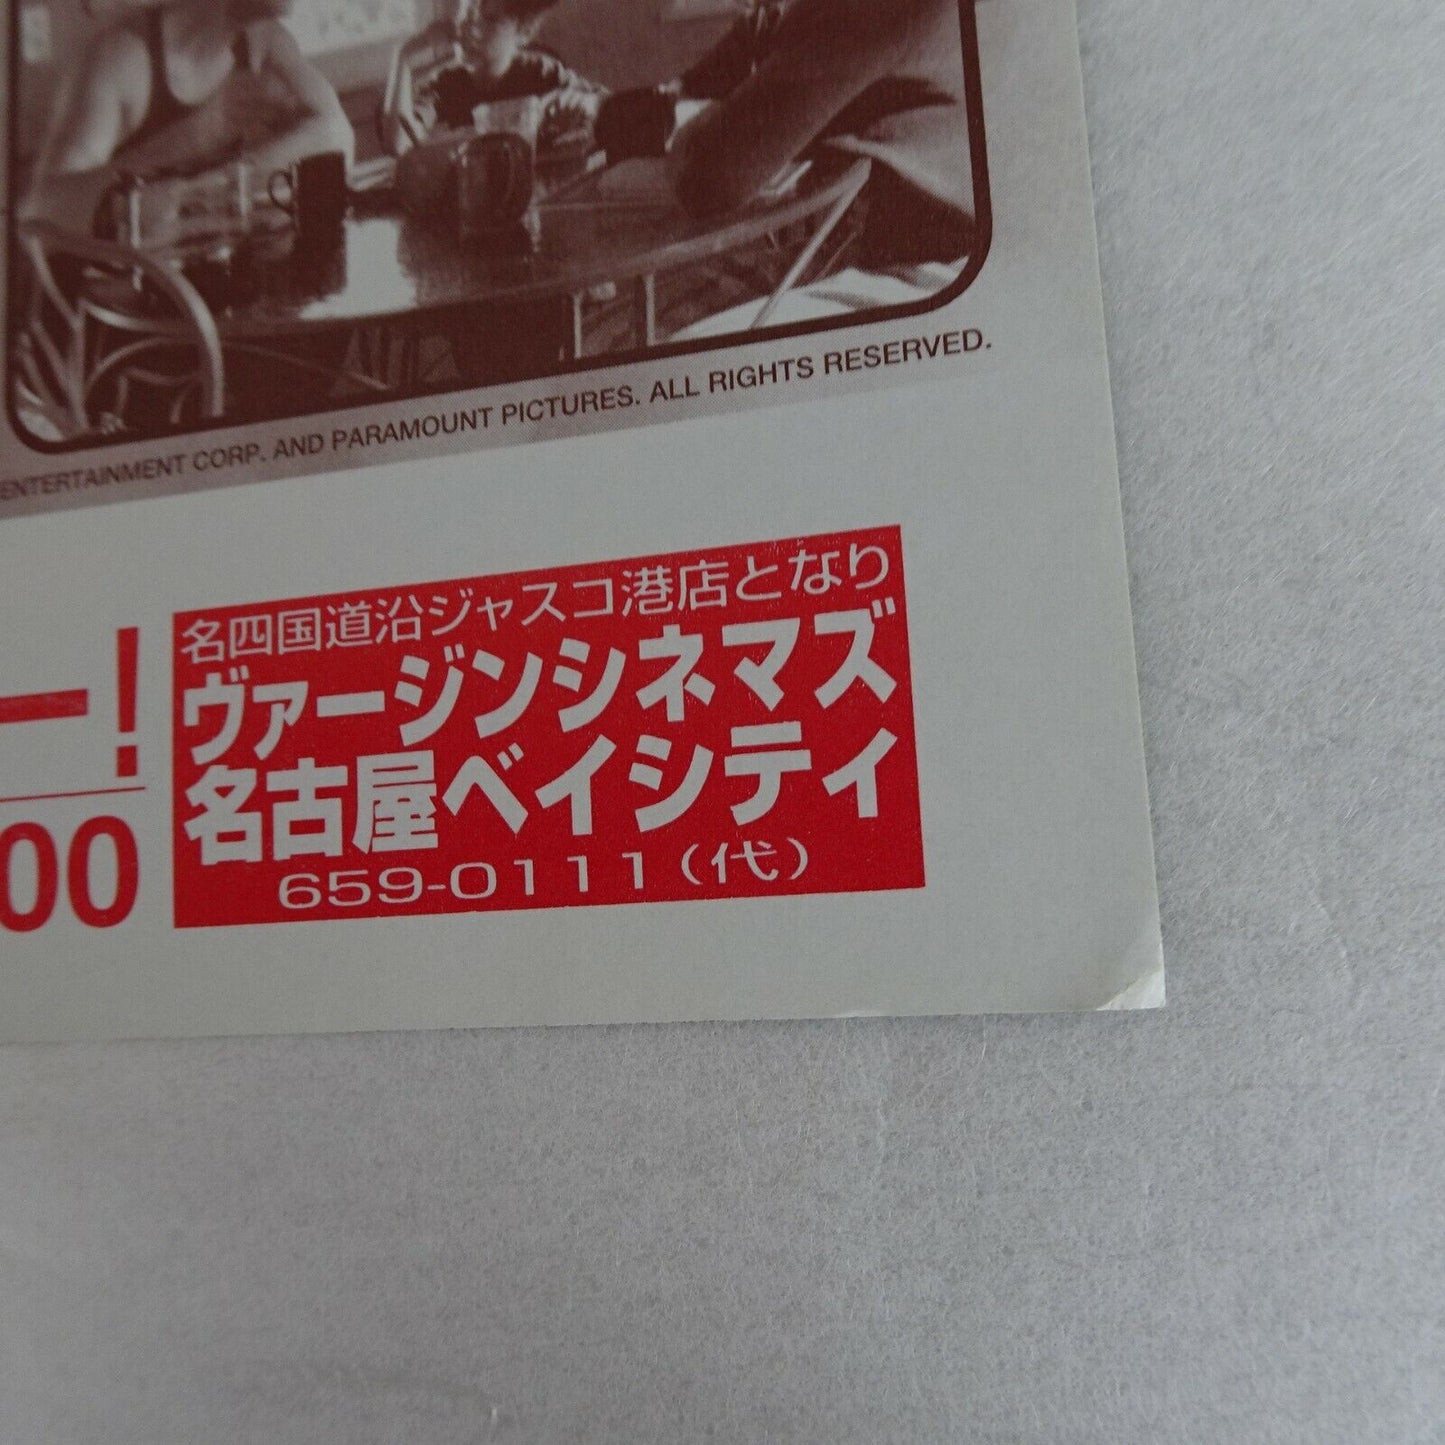 ENTERTAINMENT CORP. AND PARAMOUNT PICTURES. ALL RIGHTS RESERVED.
ー!
00
名四国道沿ジャスコ港店となり
ヴァージンシネマズ
名古屋ベイシティ
659-0111(代)